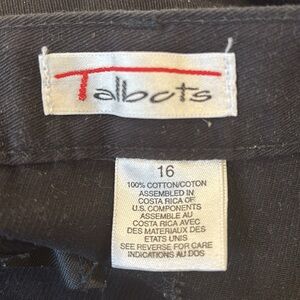 Talbots
16
100% COTTON/COTON
ASSEMBLED IN
COSTA RICA OF
U.S. COMPONENTS
ASSEMBLE AU
COSTA RICA AVEC
DES MATERIAUX DES
ETATS UNIS
SEE REVERSE FOR CARE
INDICATIONS AU DOS